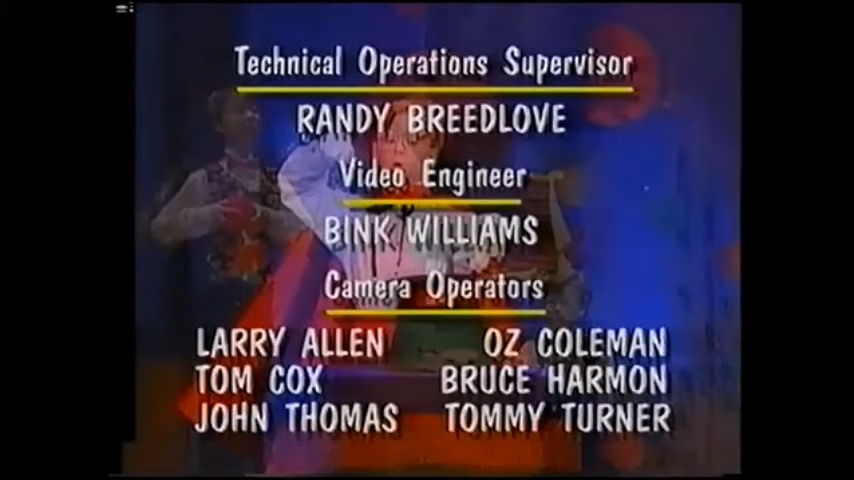 Technical Operations Supervisor
RANDY BREEDLOVE
Video Engineer
BINK WILLIAMS
Camera Operators
LARRY ALLEN OZ COLEMAN
TOM COX BRUCE HARMON
JOHN THOMAS TOMMY TURNER